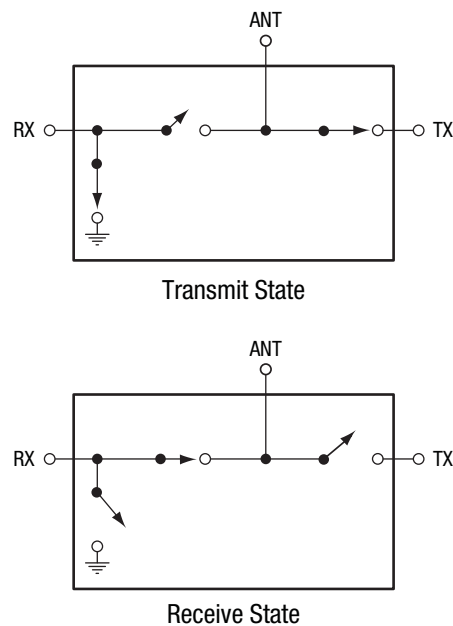 ANT
RX
TX
Transmit State
ANT
RX
TX
Receive State